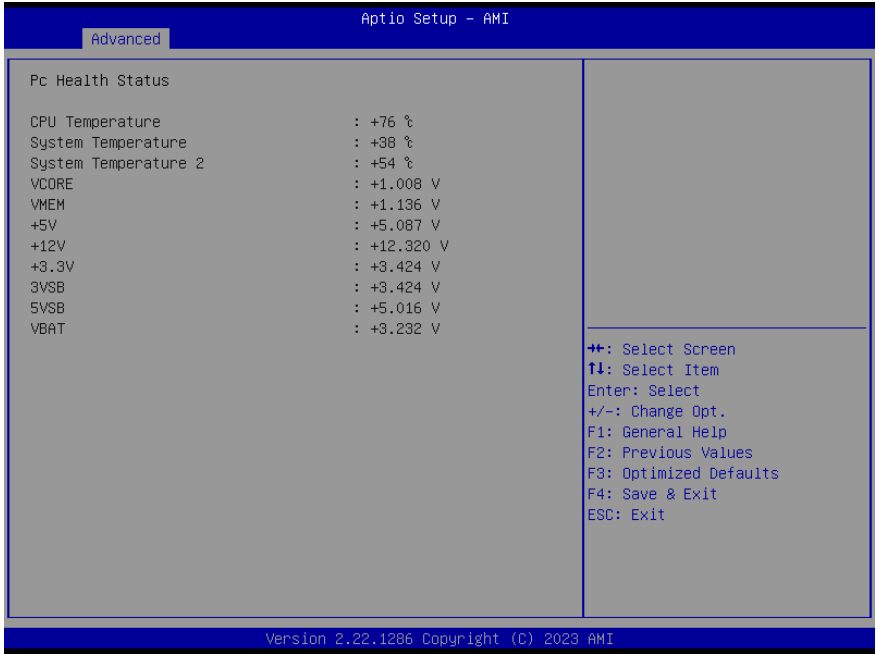 Aptio Setup – AMI
Advanced
Pc Health Status
CPU Temperature : +76 ℃
System Temperature : +38 ℃
System Temperature 2 : +54 ℃
VCORE : +1.008 V
VMEM : +1.136 V
+5V : +5.087 V
+12V : +12.320 V
+3.3V : +3.424 V
3VSB : +3.424 V
5VSB : +5.016 V
VBAT : +3.232 V
→←: Select Screen
↑↓: Select Item
Enter: Select
+/-: Change Opt.
F1: General Help
F2: Previous Values
F3: Optimized Defaults
F4: Save & Exit
ESC: Exit
Version 2.22.1286 Copyright (C) 2023 AMI